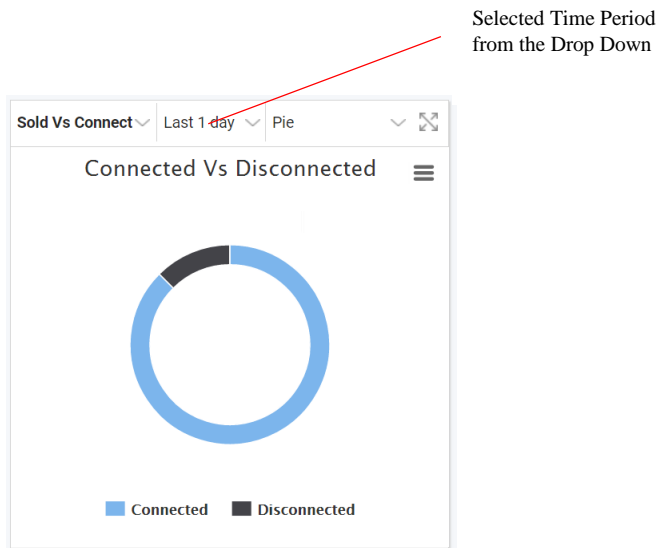 Selected Time Period
from the Drop Down
Sold Vs Connect Last 1 day Pie
Connected Vs Disconnected
Connected Disconnected